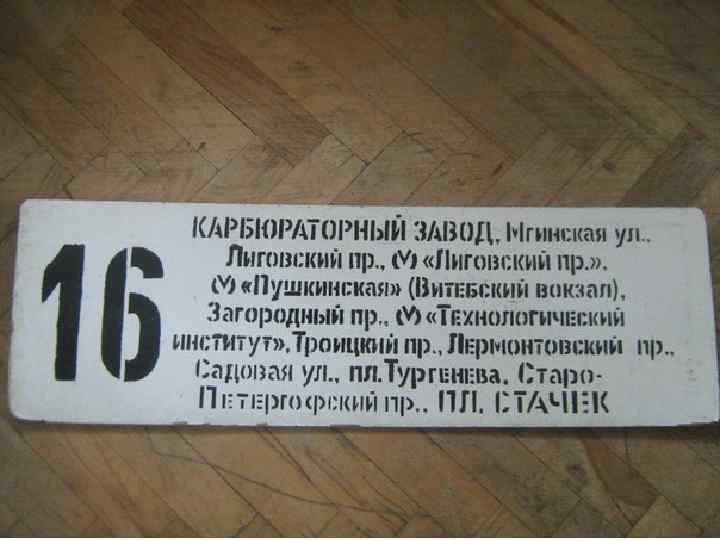 16
КАРБЮРАТОРНЫЙ ЗАВОД, Мгинская ул.,
Лиговский пр., (М) «Лиговский пр.»,
(М) «Пушкинская» (Витебский вокзал),
Загородный пр., (М) «Технологический
институт», Троицкий пр., Лермонтовский пр.,
Садовая ул., пл. Тургенева, Старо-
Петергофский пр., ПЛ. СТАЧЕК